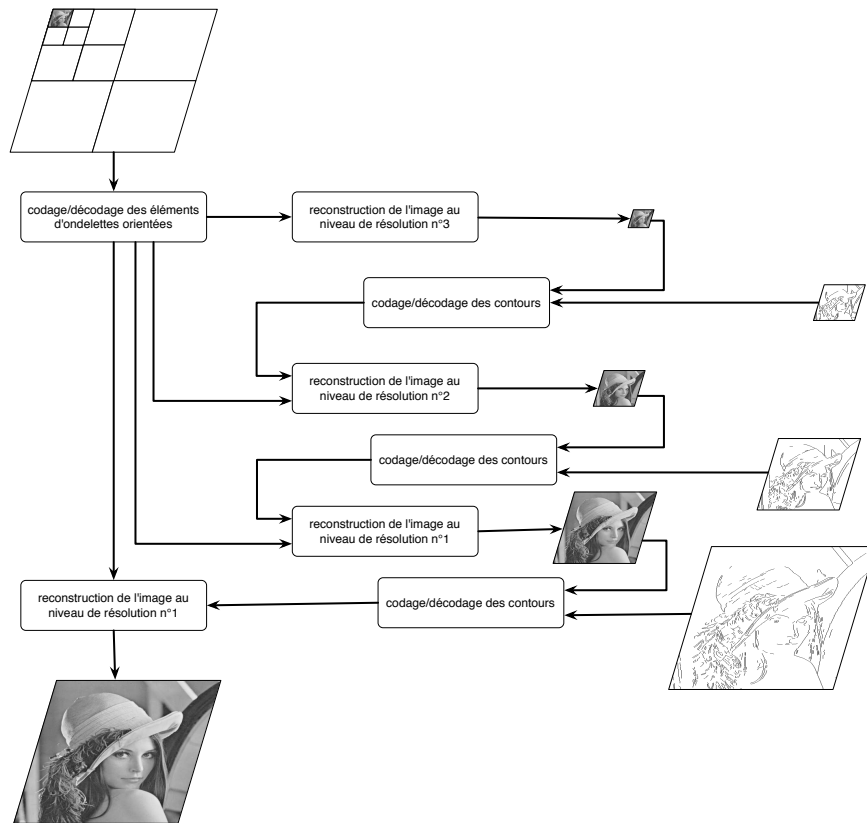 codage/décodage des éléments
d'ondelettes orientées
reconstruction de l'image au
niveau de résolution n°3
codage/décodage des contours
reconstruction de l'image au
niveau de résolution n°2
codage/décodage des contours
reconstruction de l'image au
niveau de résolution n°1
reconstruction de l'image au
niveau de résolution n°1
codage/décodage des contours